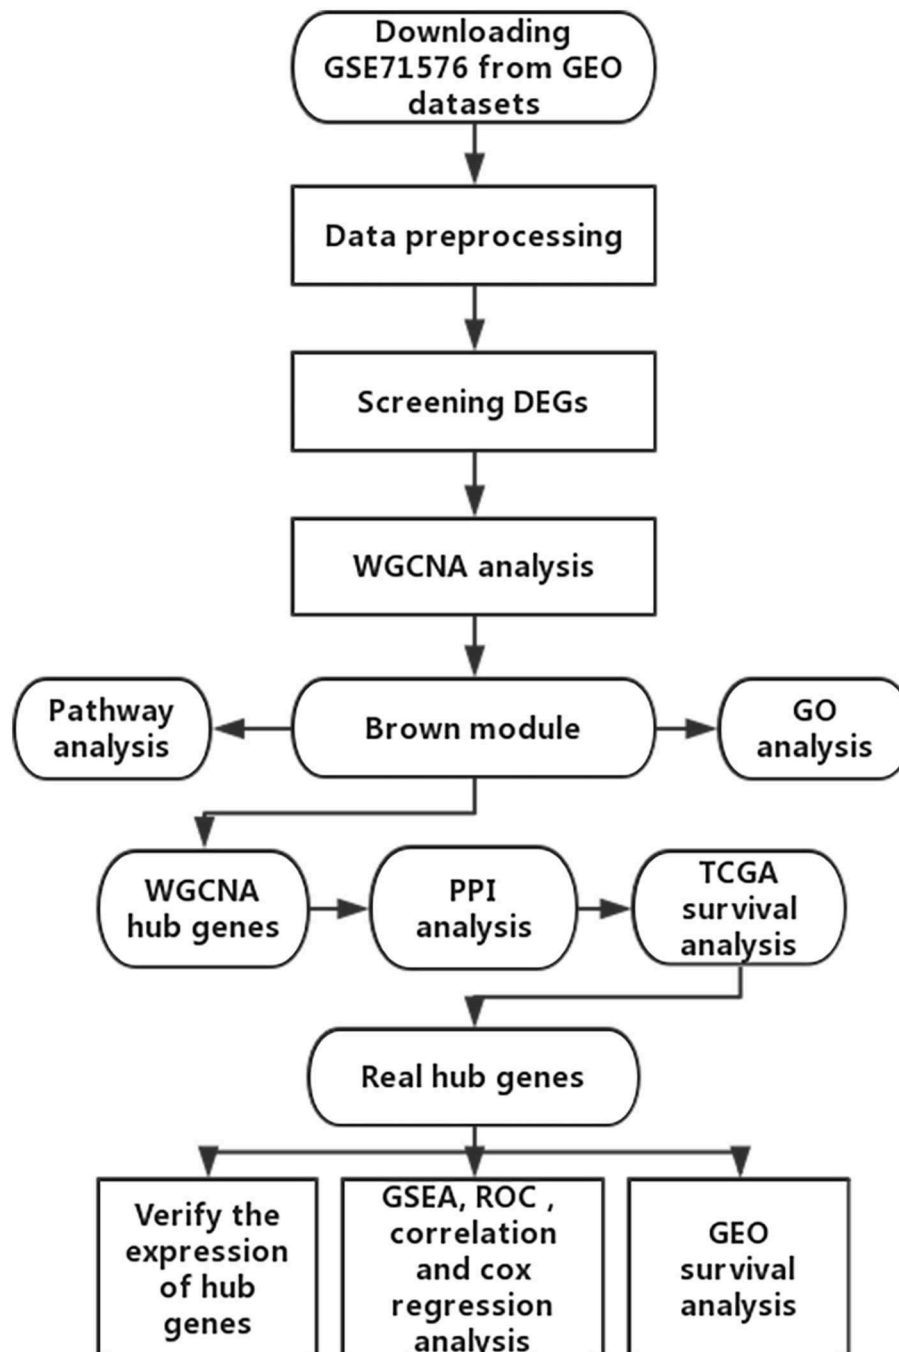 Downloading
GSE71576 from GEO
datasets
Data preprocessing
Screening DEGs
WGCNA analysis
Pathway
analysis
Brown module
GO
analysis
WGCNA
hub genes
PPI
analysis
TCGA
survival
analysis
Real hub genes
Verify the
expression
of hub
genes
GSEA, ROC ,
correlation
and cox
regression
analysis
GEO
survival
analysis